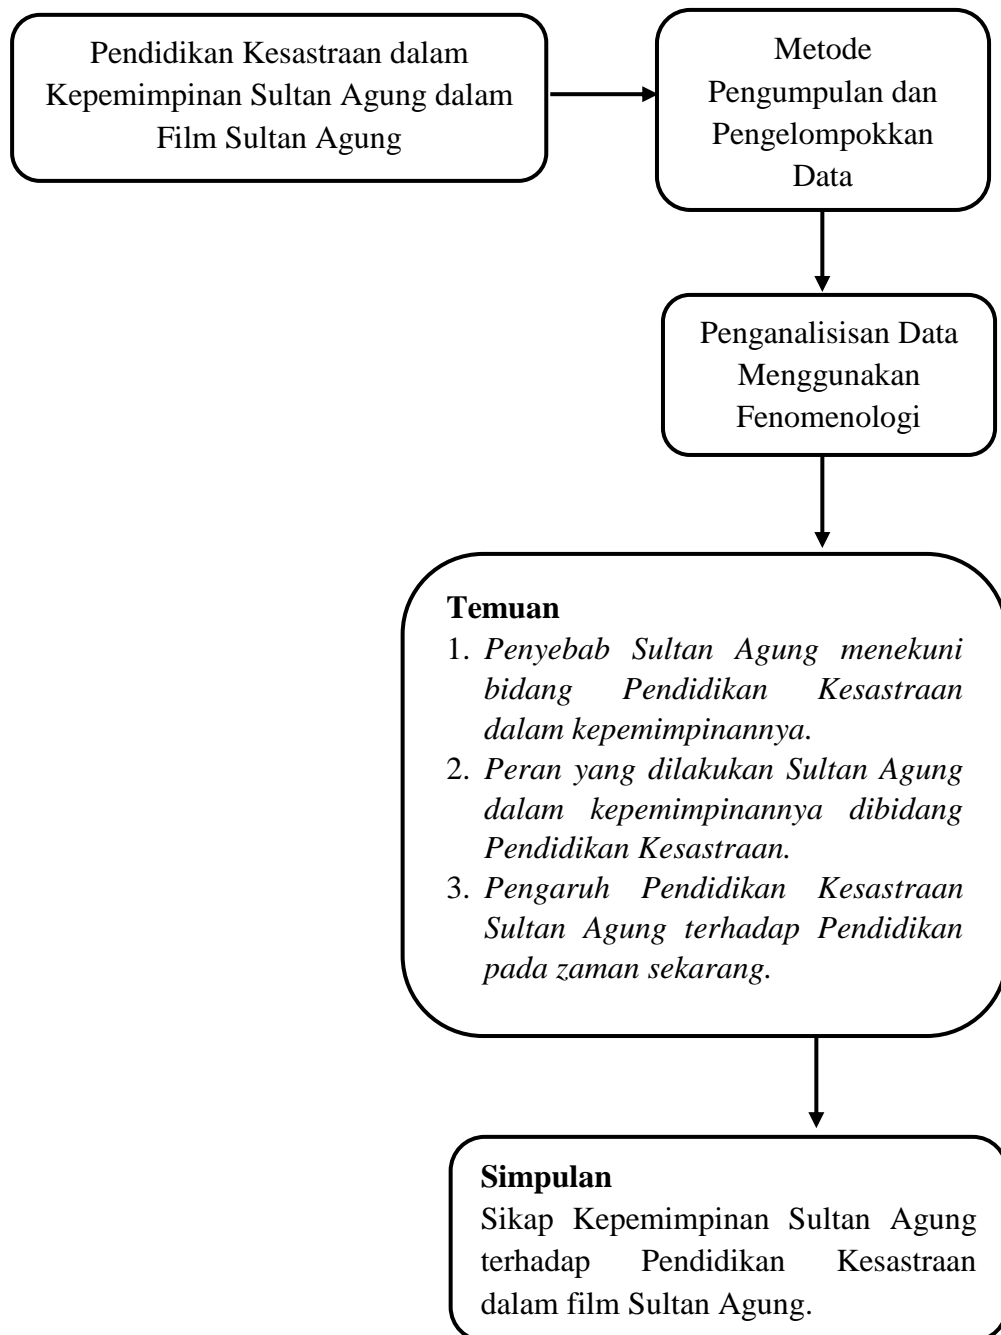 Pendidikan Kesastraan dalam
Kepemimpinan Sultan Agung dalam
Film Sultan Agung
Metode
Pengumpulan dan
Pengelompokkan
Data
Penganalisisan Data
Menggunakan
Fenomenologi
Temuan
1. Penyebab Sultan Agung menekuni
bidang Pendidikan Kesastraan
dalam kepemimpinannya.
2. Peran yang dilakukan Sultan Agung
dalam kepemimpinannya dibidang
Pendidikan Kesastraan.
3. Pengaruh Pendidikan Kesastraan
Sultan Agung terhadap Pendidikan
pada zaman sekarang.
Simpulan
Sikap Kepemimpinan Sultan Agung
terhadap Pendidikan Kesastraan
dalam film Sultan Agung.